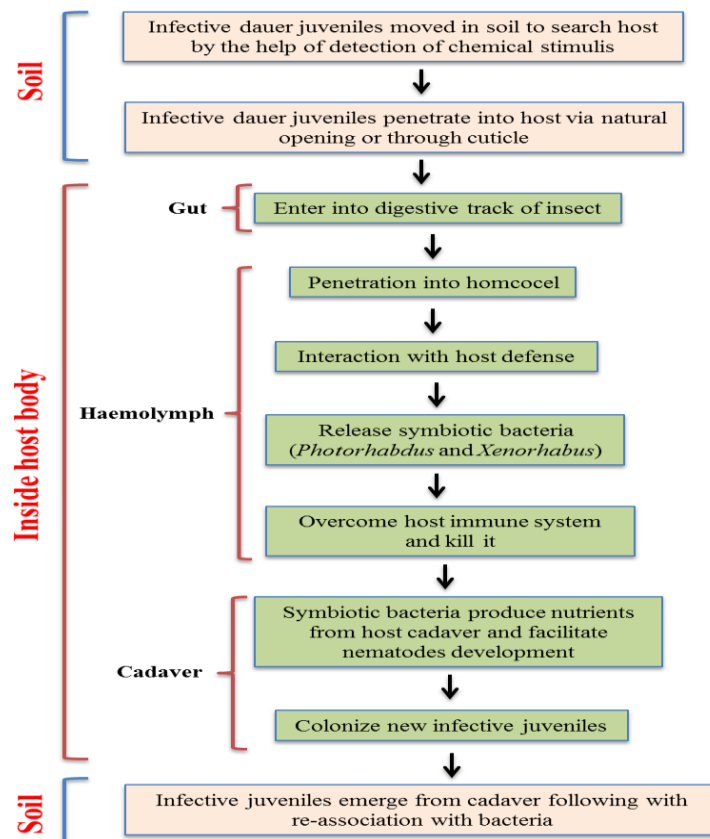 Soil
Infective dauer juveniles moved in soil to search host
by the help of detection of chemical stimulis
Infective dauer juveniles penetrate into host via natural
opening or through cuticle
Inside host body
Gut
Enter into digestive track of insect
Haemolymph
Penetration into homcocel
Interaction with host defense
Release symbiotic bacteria
(Photorhabdus and Xenorhabus)
Overcome host immune system
and kill it
Cadaver
Symbiotic bacteria produce nutrients
from host cadaver and facilitate
nematodes development
Colonize new infective juveniles
Soil
Infective juveniles emerge from cadaver following with
re-association with bacteria